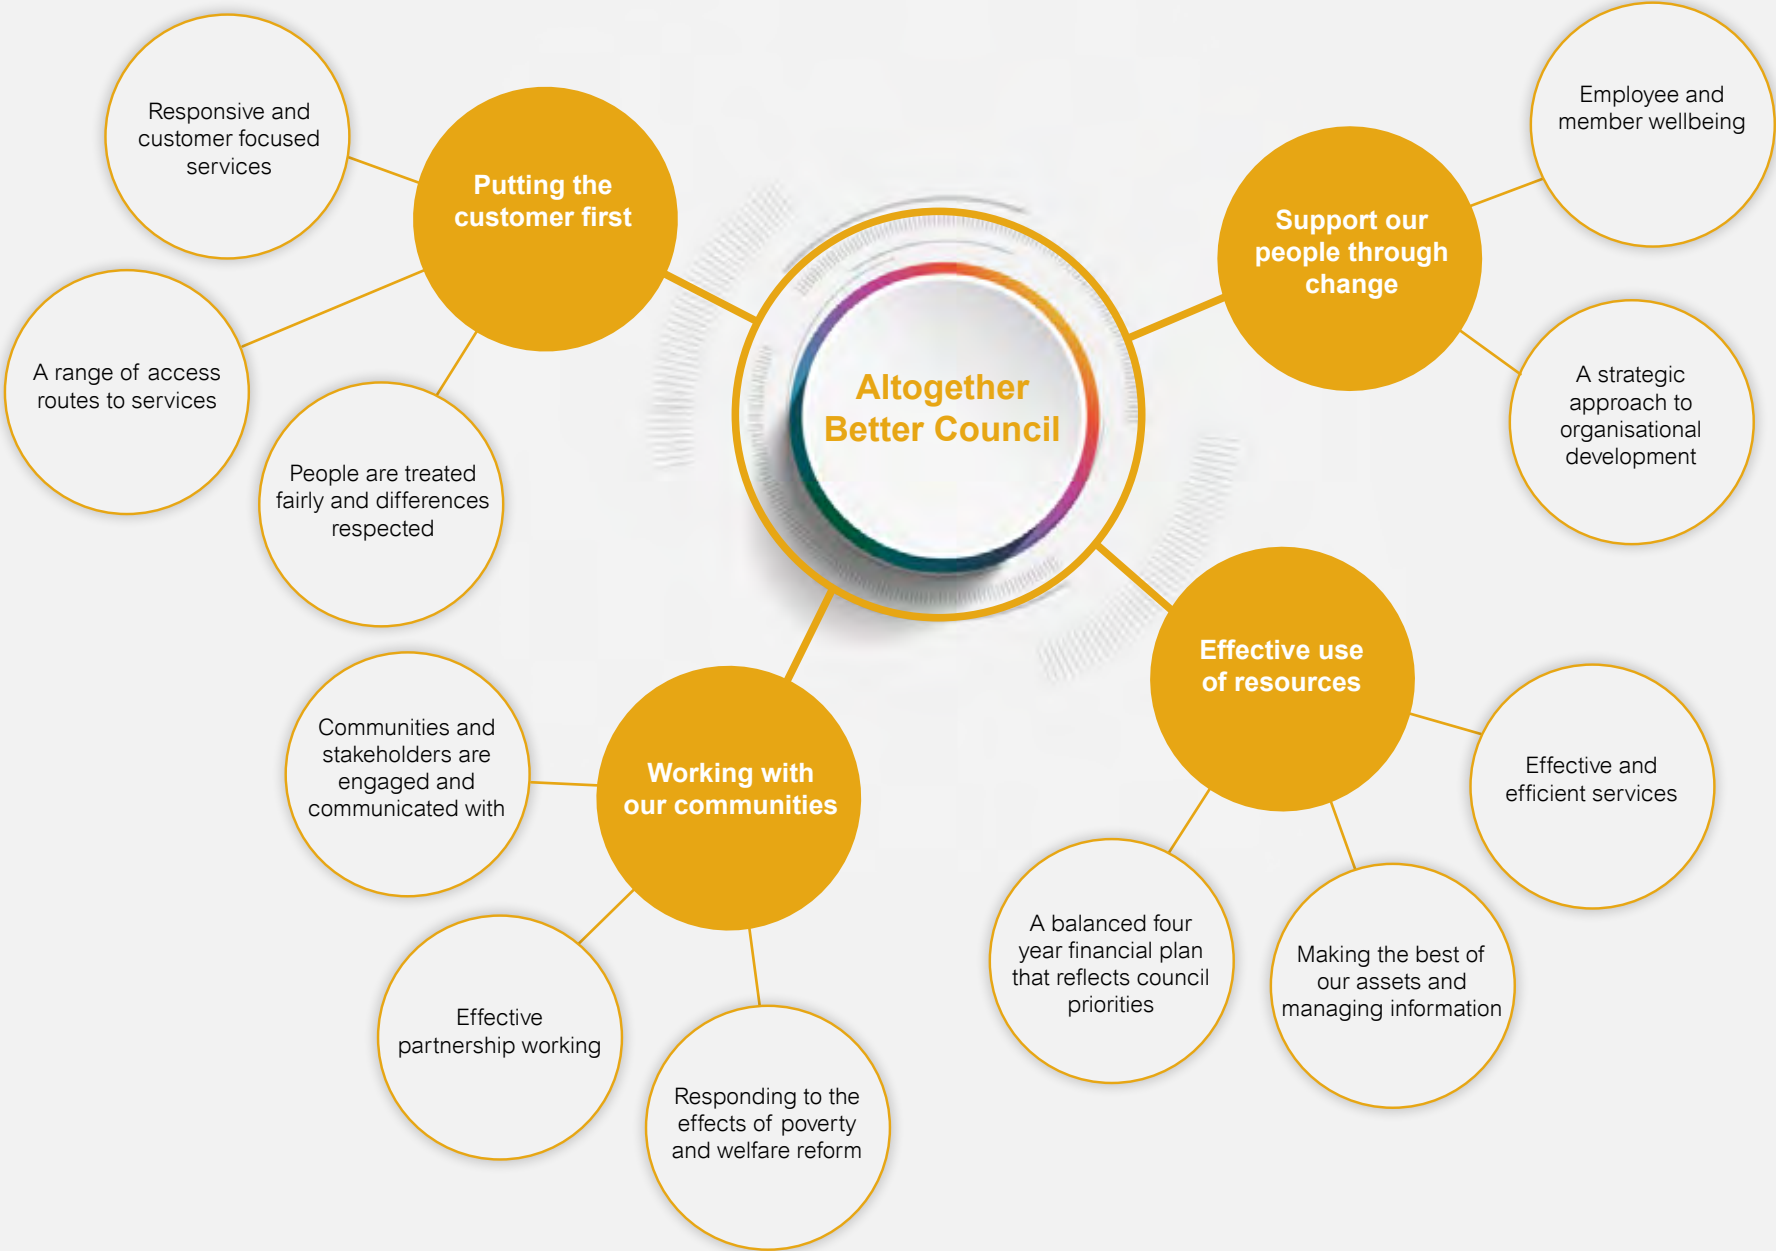 Responsive and
customer focused
services
Putting the
customer first
A range of access
routes to services
People are treated
fairly and differences
respected
Altogether
Better Council
Support our
people through
change
Employee and
member wellbeing
A strategic
approach to
organisational
development
Working with
our communities
Communities and
stakeholders are
engaged and
communicated with
Effective
partnership working
Responding to the
effects of poverty
and welfare reform
Effective use
of resources
Effective and
efficient services
A balanced four
year financial plan
that reflects council
priorities
Making the best of
our assets and
managing information